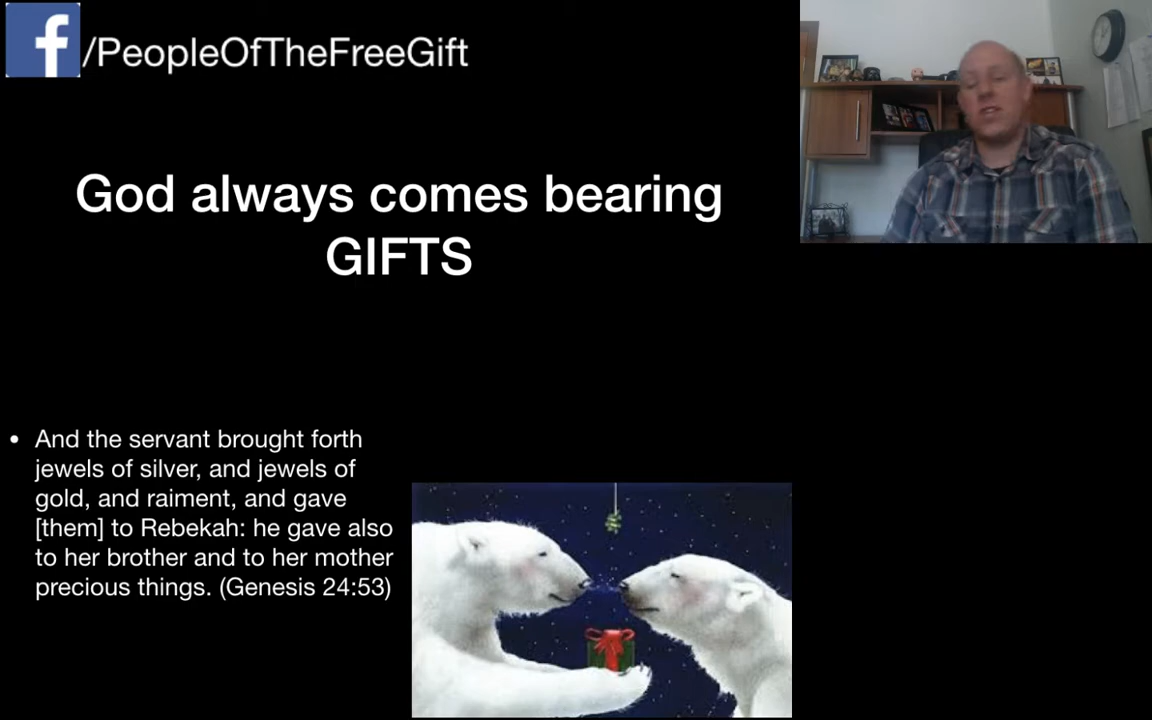 f/PeopleOfTheFreeGift
God always comes bearing
GIFTS
• And the servant brought forth
jewels of silver, and jewels of
gold, and raiment, and gave
[them] to Rebekah: he gave also
to her brother and to her mother
precious things. (Genesis 24:53)